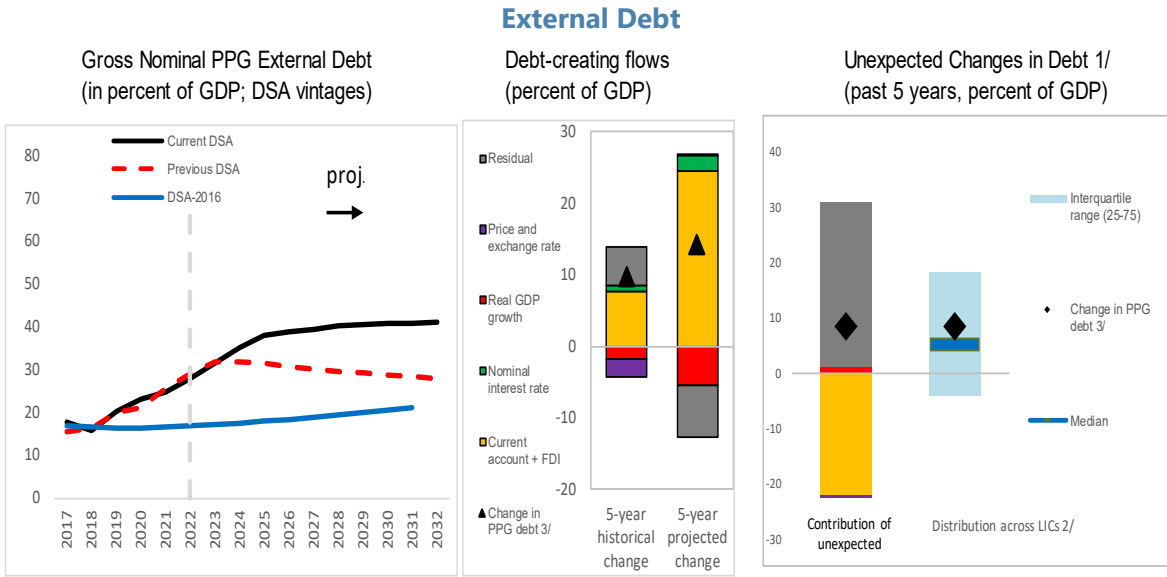 External Debt
Gross Nominal PPG External Debt
(in percent of GDP; DSA vintages)
80
70
60
50
40
30
20
10
0
Current DSA
Previous DSA
DSA-2016
proj.
2017
2018
2019
2020
2021
2022
2023
2024
2025
2026
2027
2028
2029
2030
2031
2032
Debt-creating flows
(percent of GDP)
Residual
Price and
exchange rate
Real GDP
growth
Nominal
interest rate
Current
account + FDI
Change in
PPG debt 3/
30
20
10
0
-10
-20
5-year
historical
change
5-year
projected
change
Unexpected Changes in Debt 1/
(past 5 years, percent of GDP)
40
30
20
10
0
-10
-20
-30
Interquartile
range (25-75)
Change in PPG
debt 3/
Median
Contribution of
unexpected
Distribution across LICs 2/